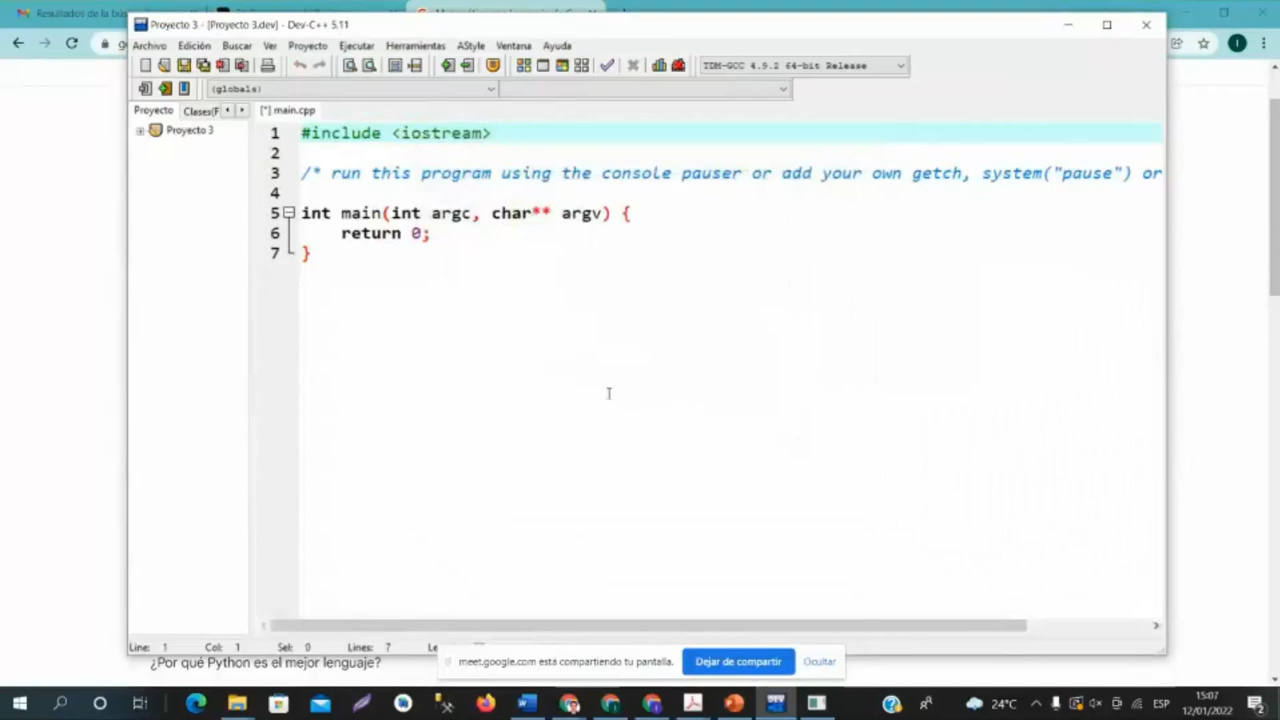 Resultados de la bús
Proyecto 3 - [Proyecto 3.dev] - Dev-C++ 5.11
Archivo Edición Buscar Ver Proyecto Ejecutar Herramientas AStyle Ventana Ayuda
TDM-GCC 4.9.2 64-bit Release
(globals)
Proyecto Clases(F [*] main.cpp
Proyecto 3
1 #include <iostream>
2
3 /* run this program using the console pauser or add your own getch, system("pause") or
4
5 int main(int argc, char** argv) {
6 return 0;
7 }
Line: 1 Col: 1 Sel: 0 Lines: 7
meet.google.com está compartiendo tu pantalla. Dejar de compartir Ocultar
¿Por qué Python es el mejor lenguaje?
24°C ESP 15:07
12/01/2022